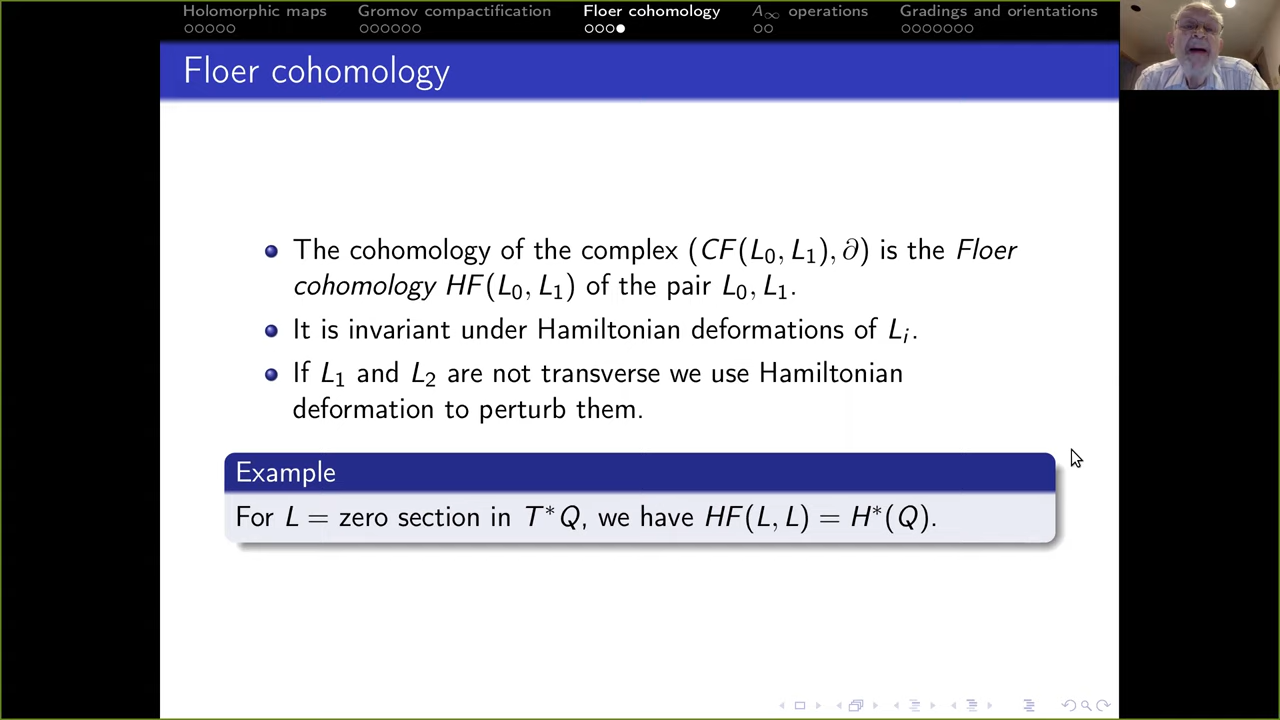 Holomorphic maps Gromov compactification Floer cohomology A∞ operations Gradings and orientations
Floer cohomology
The cohomology of the complex (CF(L₀, L₁), ∂) is the Floer
cohomology HF(L₀, L₁) of the pair L₀, L₁.
It is invariant under Hamiltonian deformations of Lᵢ.
If L₁ and L₂ are not transverse we use Hamiltonian
deformation to perturb them.
Example
For L = zero section in T*Q, we have HF(L, L) = H*(Q).